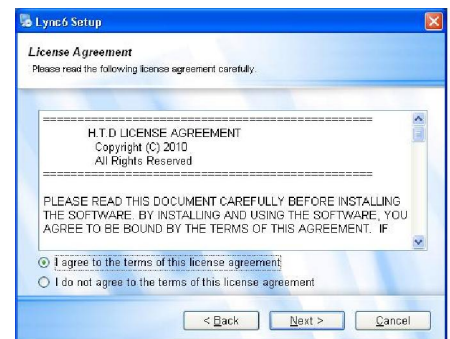 Lync6 Setup
License Agreement
Please read the following license agreement carefully.
==========================================
H.T.D LICENSE AGREEMENT
Copyright (C) 2010
All Rights Reserved
==========================================
PLEASE READ THIS DOCUMENT CAREFULLY BEFORE INSTALLING
THE SOFTWARE. BY INSTALLING AND USING THE SOFTWARE, YOU
AGREE TO BE BOUND BY THE TERMS OF THIS AGREEMENT. IF
I agree to the terms of this license agreement
I do not agree to the terms of this license agreement
< Back Next > Cancel